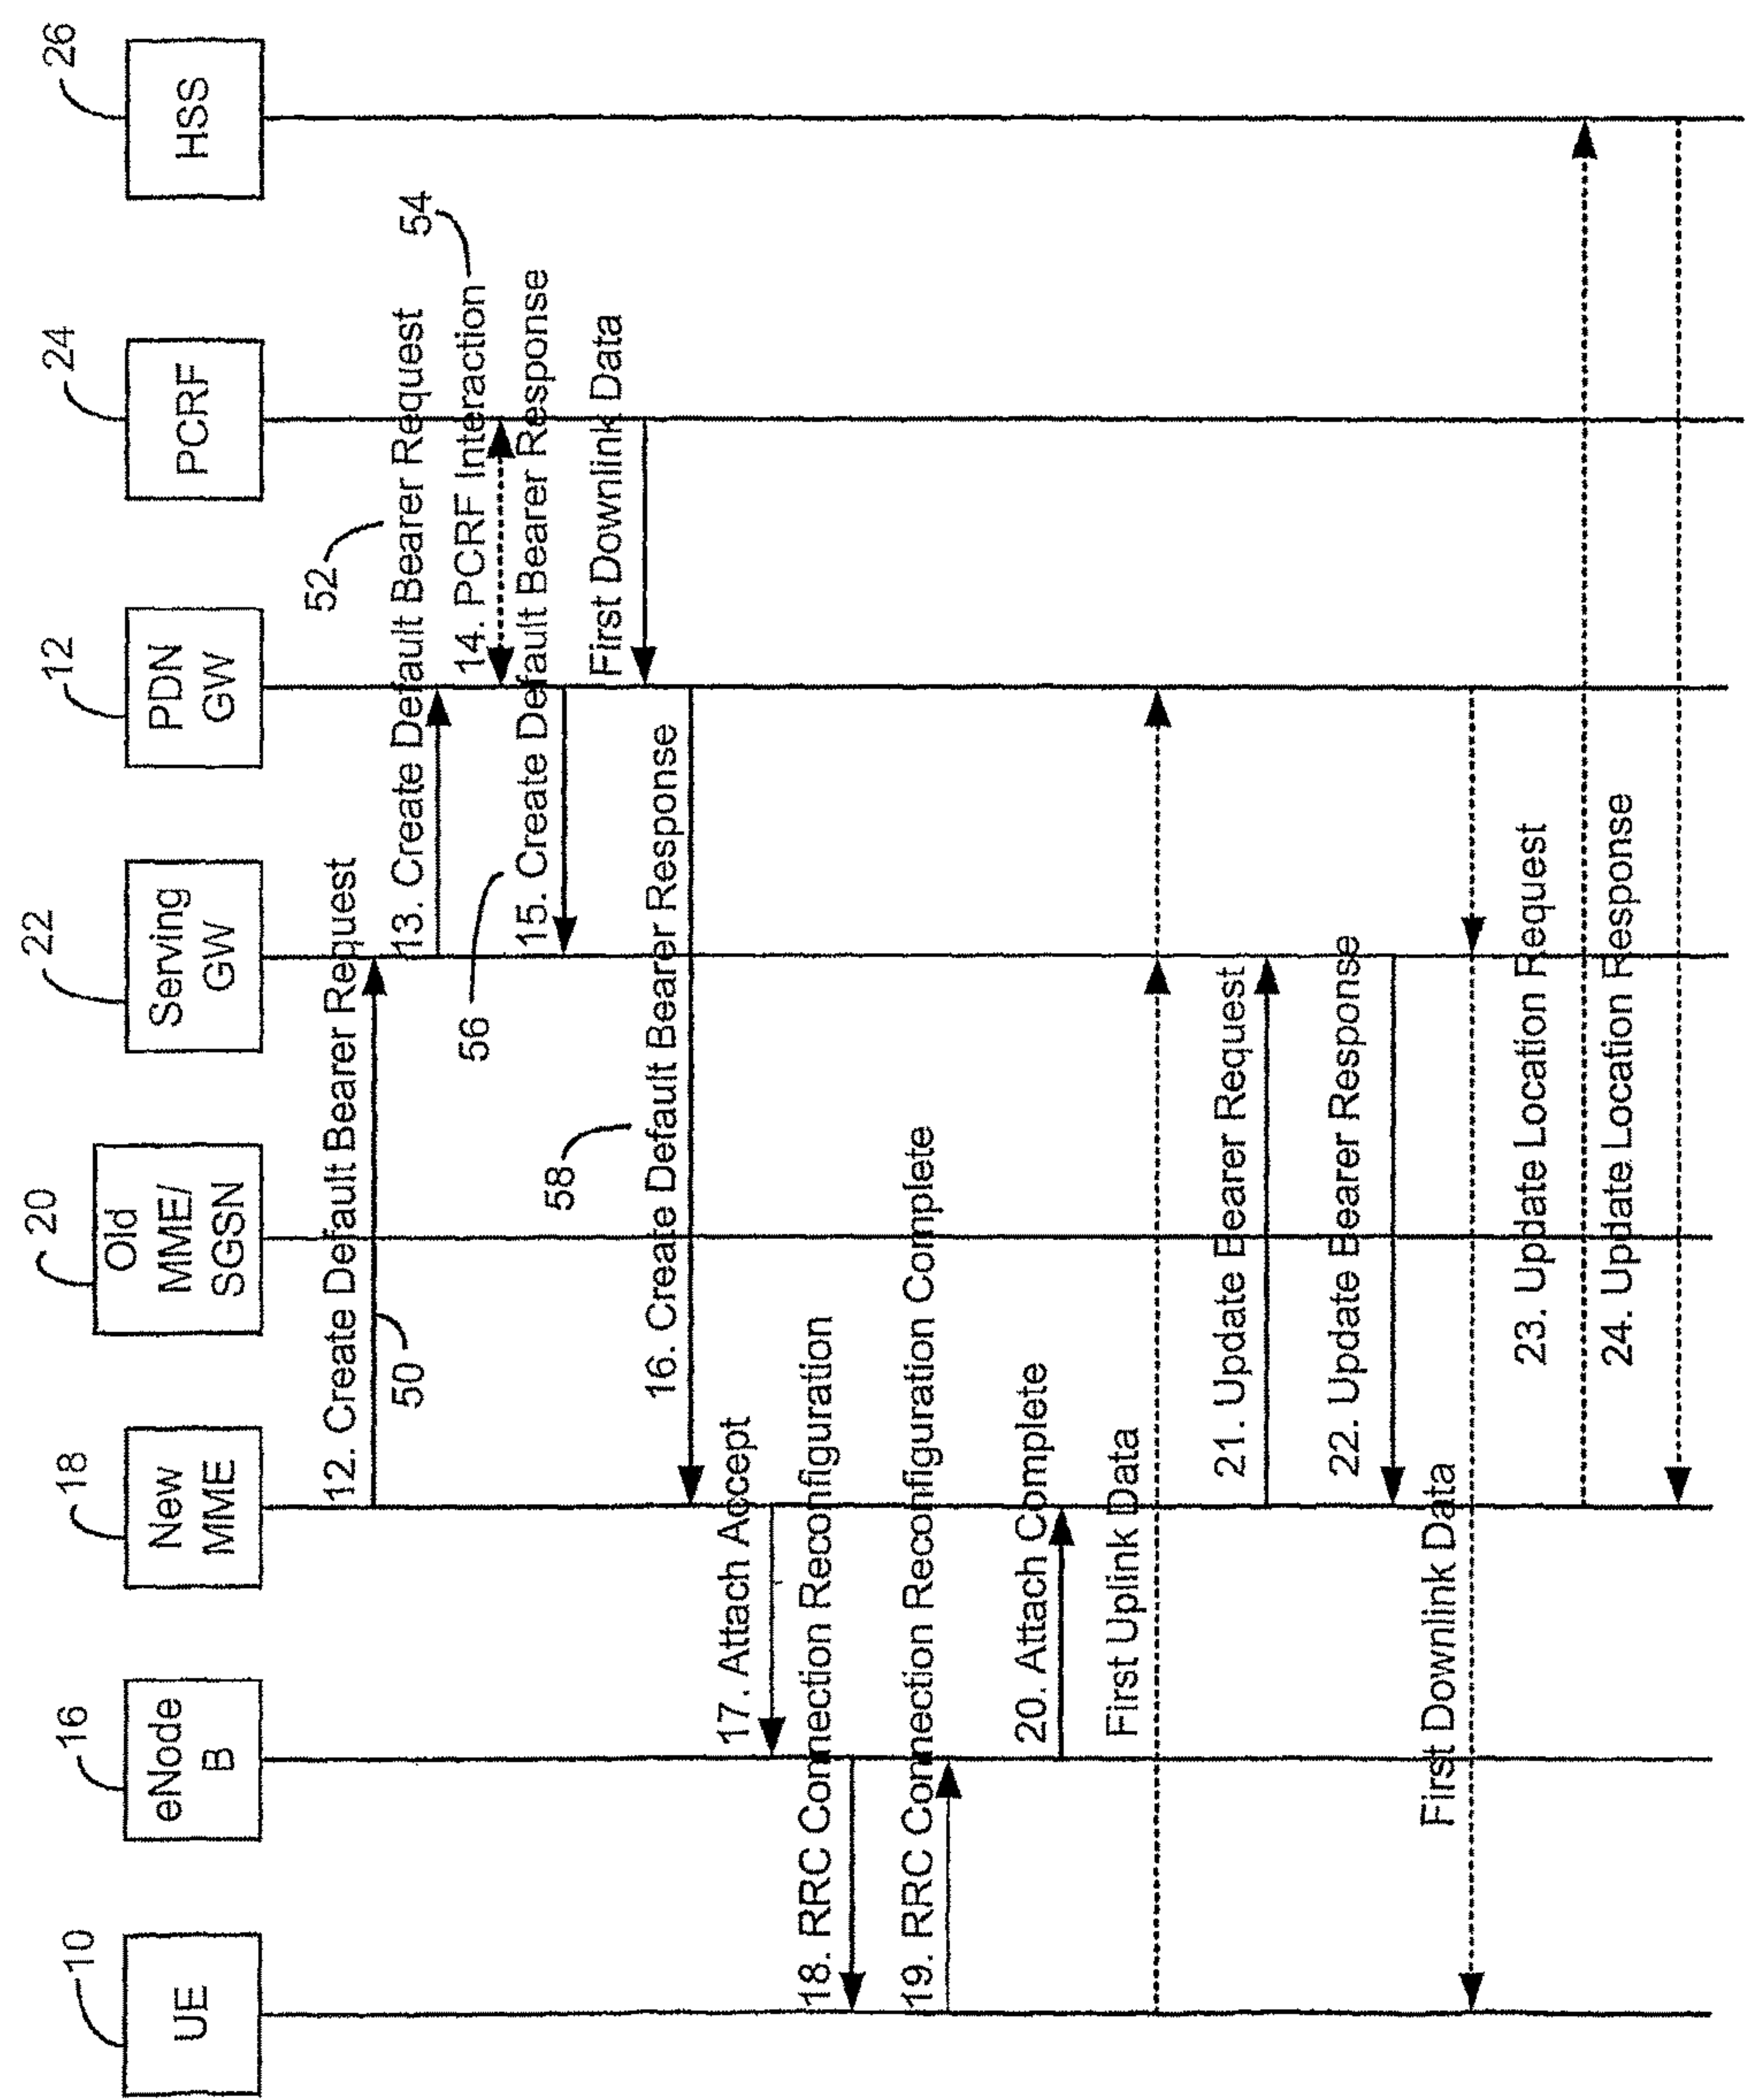 10
UE
16
eNode
B
18
New
MME
20
Old
MME/
SGSN
22
Serving
GW
12
PDN
GW
24
PCRF
26
HSS
12. Create Default Bearer Request
50
52
13. Create Default Bearer Request
14. PCRF Interaction
54
56
15. Create Default Bearer Response
First Downlink Data
58
16. Create Default Bearer Response
17. Attach Accept
18. RRC Connection Reconfiguration
19. RRC Connection Reconfiguration Complete
20. Attach Complete
First Uplink Data
21. Update Bearer Request
22. Update Bearer Response
First Downlink Data
23. Update Location Request
24. Update Location Response